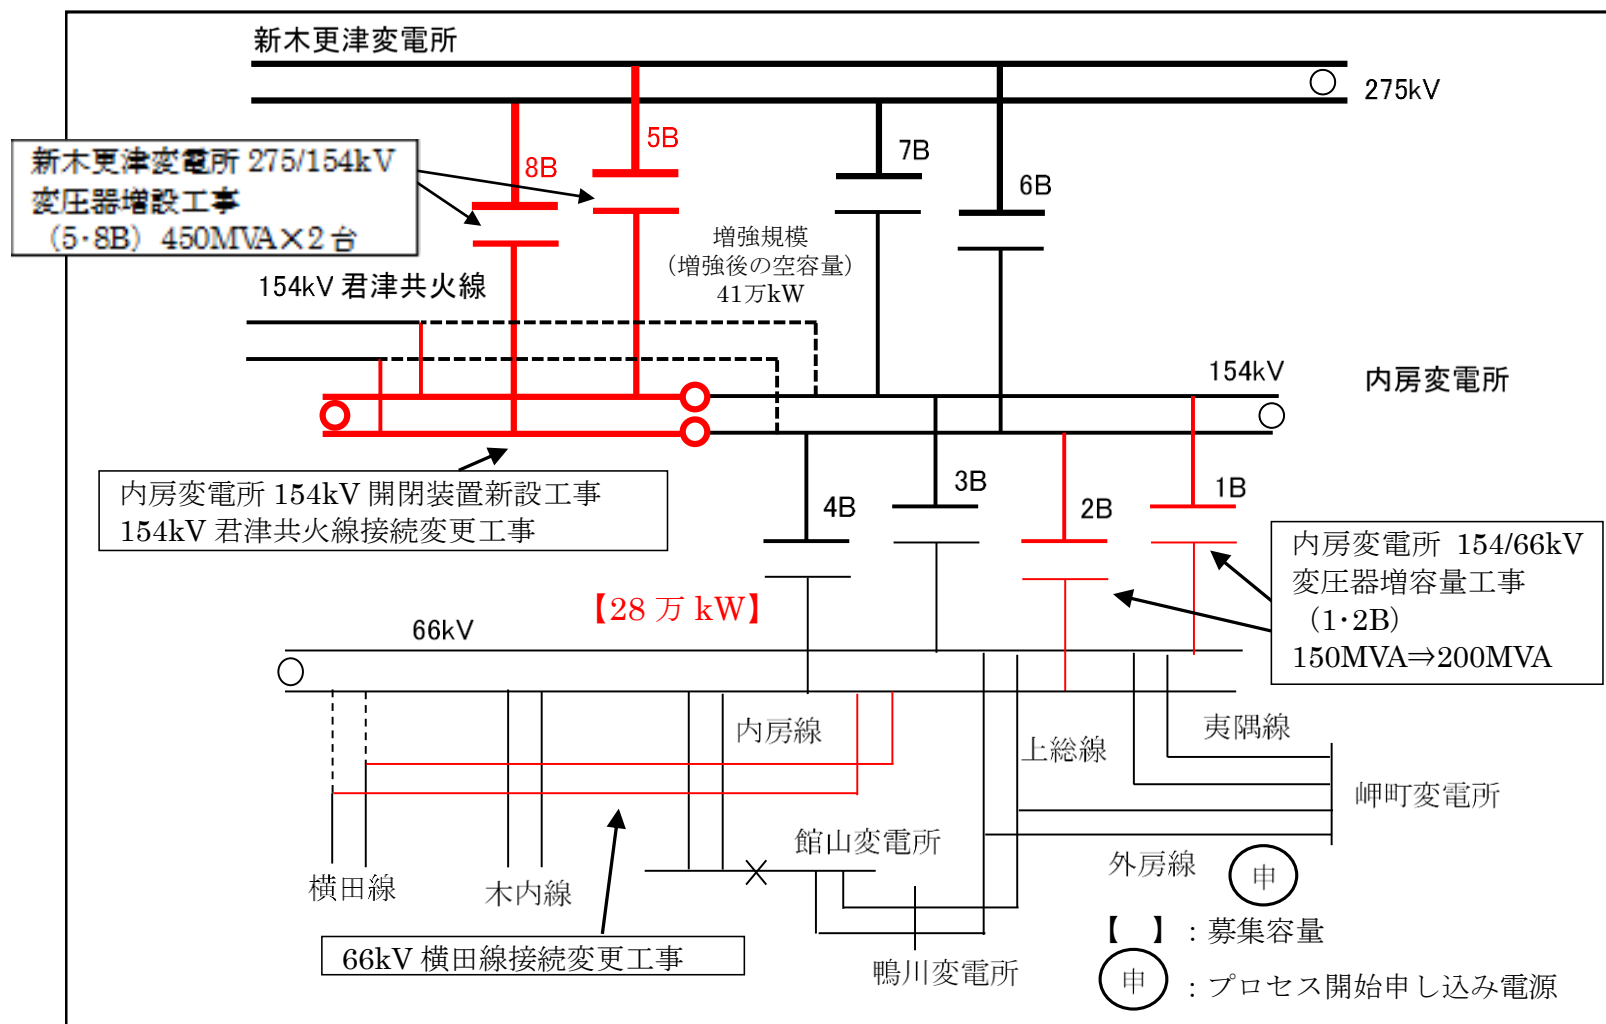 新木更津変電所
275kV
新木更津変電所 275/154kV
変圧器増設工事
(5・8B) 450MVA×2 台
8B
5B
7B
6B
増強規模
(増強後の空容量)
41万kW
154kV 君津共火線
154kV
内房変電所
内房変電所 154kV 開閉装置新設工事
154kV 君津共火線接続変更工事
4B
3B
2B
1B
内房変電所 154/66kV
変圧器増容量工事
(1・2B)
150MVA⇒200MVA
【28 万 kW】
66kV
内房線
上総線
夷隅線
岬町変電所
館山変電所
外房線
申
横田線
木内線
66kV 横田線接続変更工事
鴨川変電所
【 】:募集容量
申 :プロセス開始申し込み電源